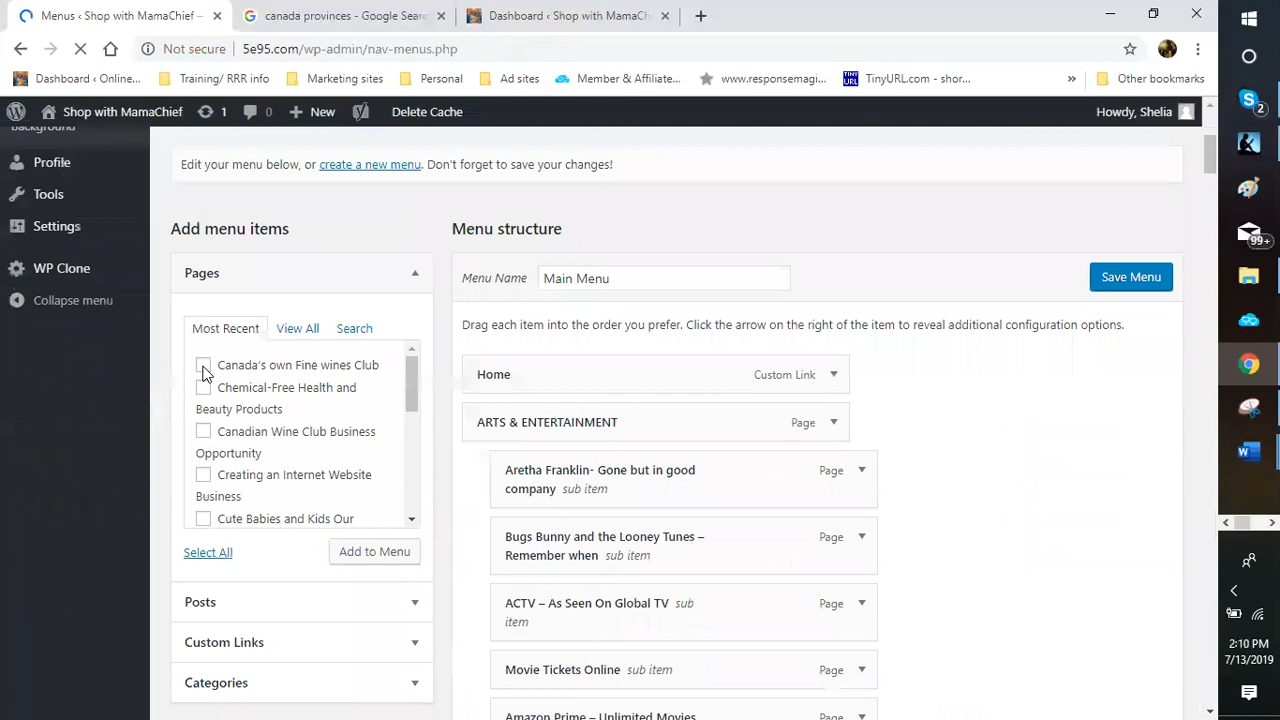 Menus ‹ Shop with MamaChief —
canada provinces - Google Sear
Dashboard ‹ Shop with MamaCh
Not secure
5e95.com/wp-admin/nav-menus.php
Dashboard ‹ Online...
Training/ RRR info
Marketing sites
Personal
Ad sites
Member & Affiliate...
www.responsemagi...
TINY
URL
TinyURL.com - shor...
»
Other bookmarks
Shop with MamaChief
1
0
+ New
Delete Cache
Howdy, Shelia
Background
Profile
Tools
Settings
WP Clone
Collapse menu
Edit your menu below, or create a new menu. Don't forget to save your changes!
Add menu items
Menu structure
Pages
Most Recent
View All
Search
Canada's own Fine wines Club
Chemical-Free Health and
Beauty Products
Canadian Wine Club Business
Opportunity
Creating an Internet Website
Business
Cute Babies and Kids Our
Select All
Add to Menu
Posts
Custom Links
Categories
Menu Name
Main Menu
Save Menu
Drag each item into the order you prefer. Click the arrow on the right of the item to reveal additional configuration options.
Home
Custom Link
ARTS & ENTERTAINMENT
Page
Aretha Franklin- Gone but in good
company sub item
Page
Bugs Bunny and the Looney Tunes –
Remember when sub item
Page
ACTV – As Seen On Global TV sub
item
Page
Movie Tickets Online sub item
Page
Amazon Prime – Unlimited Movies
2
99+
2:10 PM
7/13/2019